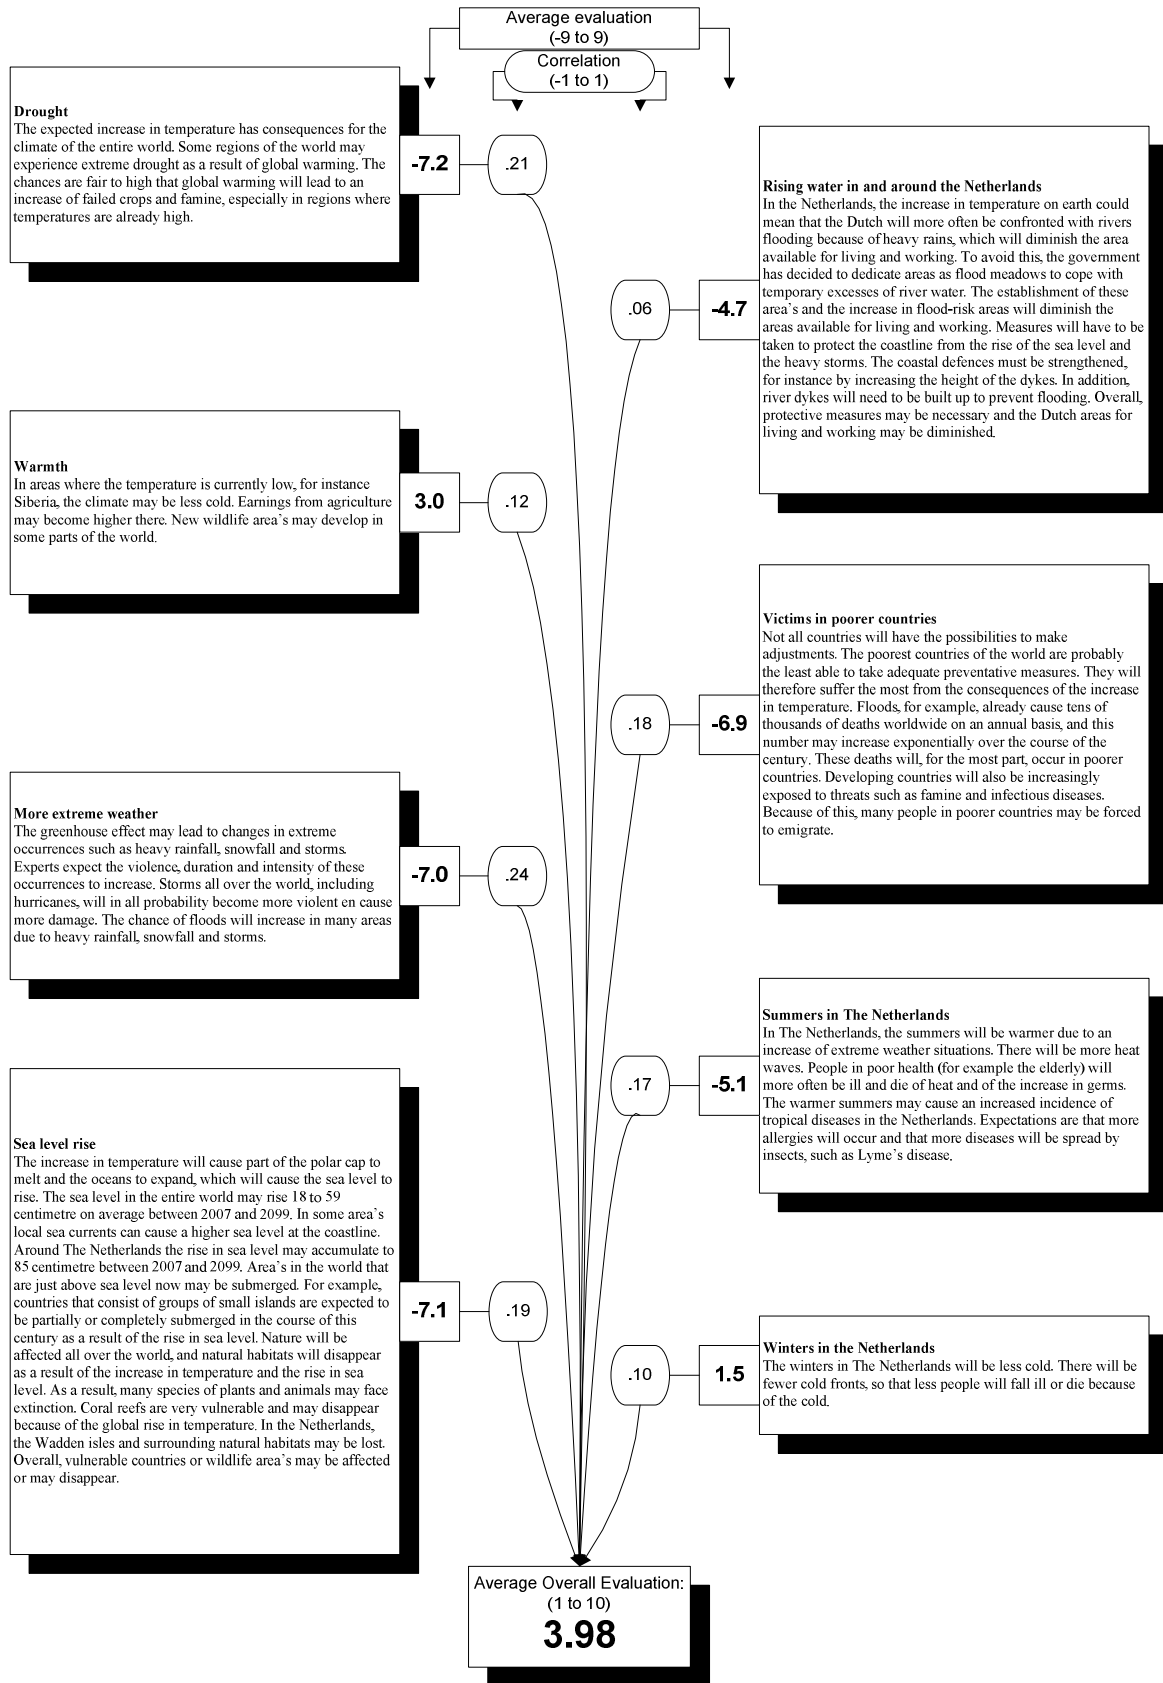 Average evaluation
(-9 to 9)
Correlation
(-1 to 1)
Drought
The expected increase in temperature has consequences for the
climate of the entire world. Some regions of the world may
experience extreme drought as a result of global warming. The
chances are fair to high that global warming will lead to an
increase of failed crops and famine, especially in regions where
temperatures are already high.
-7.2
.21
Warmth
In areas where the temperature is currently low, for instance
Siberia, the climate may be less cold. Earnings from agriculture
may become higher there. New wildlife area's may develop in
some parts of the world.
3.0
.12
More extreme weather
The greenhouse effect may lead to changes in extreme
occurrences such as heavy rainfall, snowfall and storms.
Experts expect the violence, duration and intensity of these
occurrences to increase. Storms all over the world, including
hurricanes, will in all probability become more violent en cause
more damage. The chance of floods will increase in many areas
due to heavy rainfall, snowfall and storms.
-7.0
.24
Sea level rise
The increase in temperature will cause part of the polar cap to
melt and the oceans to expand, which will cause the sea level to
rise. The sea level in the entire world may rise 18 to 59
centimetre on average between 2007 and 2099. In some area's
local sea currents can cause a higher sea level at the coastline.
Around The Netherlands the rise in sea level may accumulate to
85 centimetre between 2007 and 2099. Area's in the world that
are just above sea level now may be submerged. For example,
countries that consist of groups of small islands are expected to
be partially or completely submerged in the course of this
century as a result of the rise in sea level. Nature will be
affected all over the world, and natural habitats will disappear
as a result of the increase in temperature and the rise in sea
level. As a result, many species of plants and animals may face
extinction. Coral reefs are very vulnerable and may disappear
because of the global rise in temperature. In the Netherlands,
the Wadden isles and surrounding natural habitats may be lost.
Overall, vulnerable countries or wildlife area's may be affected
or may disappear.
-7.1
.19
Rising water in and around the Netherlands
In the Netherlands, the increase in temperature on earth could
mean that the Dutch will more often be confronted with rivers
flooding because of heavy rains, which will diminish the area
available for living and working. To avoid this, the government
has decided to dedicate areas as flood meadows to cope with
temporary excesses of river water. The establishment of these
area's and the increase in flood-risk areas will diminish the
areas available for living and working. Measures will have to be
taken to protect the coastline from the rise of the sea level and
the heavy storms. The coastal defences must be strengthened,
for instance by increasing the height of the dykes. In addition,
river dykes will need to be built up to prevent flooding. Overall,
protective measures may be necessary and the Dutch areas for
living and working may be diminished.
.06
-4.7
Victims in poorer countries
Not all countries will have the possibilities to make
adjustments. The poorest countries of the world are probably
the least able to take adequate preventative measures. They will
therefore suffer the most from the consequences of the increase
in temperature. Floods, for example, already cause tens of
thousands of deaths worldwide on an annual basis, and this
number may increase exponentially over the course of the
century. These deaths will, for the most part, occur in poorer
countries. Developing countries will also be increasingly
exposed to threats such as famine and infectious diseases.
Because of this, many people in poorer countries may be forced
to emigrate.
.18
-6.9
Summers in The Netherlands
In The Netherlands, the summers will be warmer due to an
increase of extreme weather situations. There will be more heat
waves. People in poor health (for example the elderly) will
more often be ill and die of heat and of the increase in germs.
The warmer summers may cause an increased incidence of
tropical diseases in the Netherlands. Expectations are that more
allergies will occur and that more diseases will be spread by
insects, such as Lyme's disease.
.17
-5.1
Winters in the Netherlands
The winters in The Netherlands will be less cold. There will be
fewer cold fronts, so that less people will fall ill or die because
of the cold.
.10
1.5
Average Overall Evaluation:
(1 to 10)
3.98